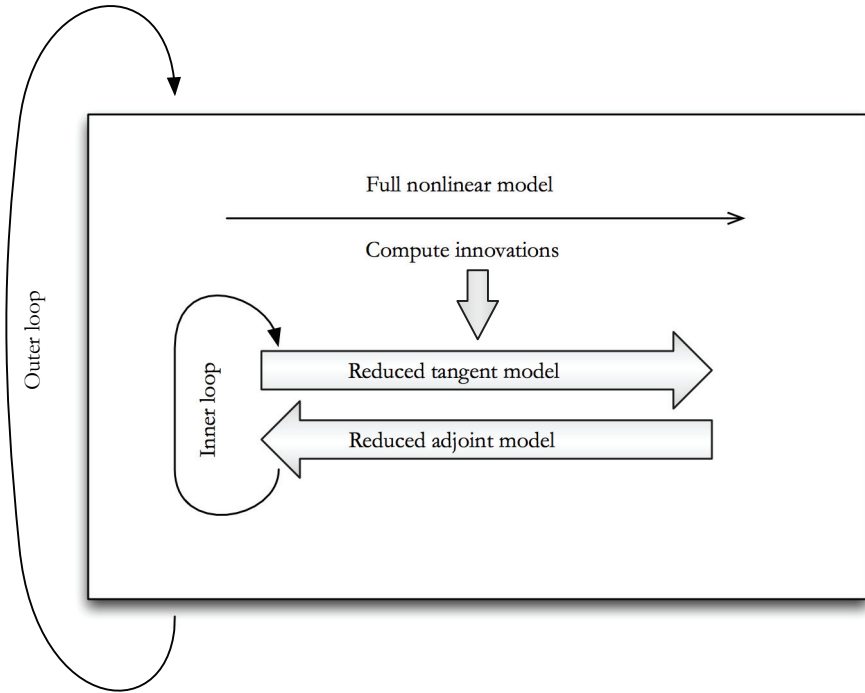 Outer loop
Full nonlinear model
Compute innovations
Inner loop
Reduced tangent model
Reduced adjoint model